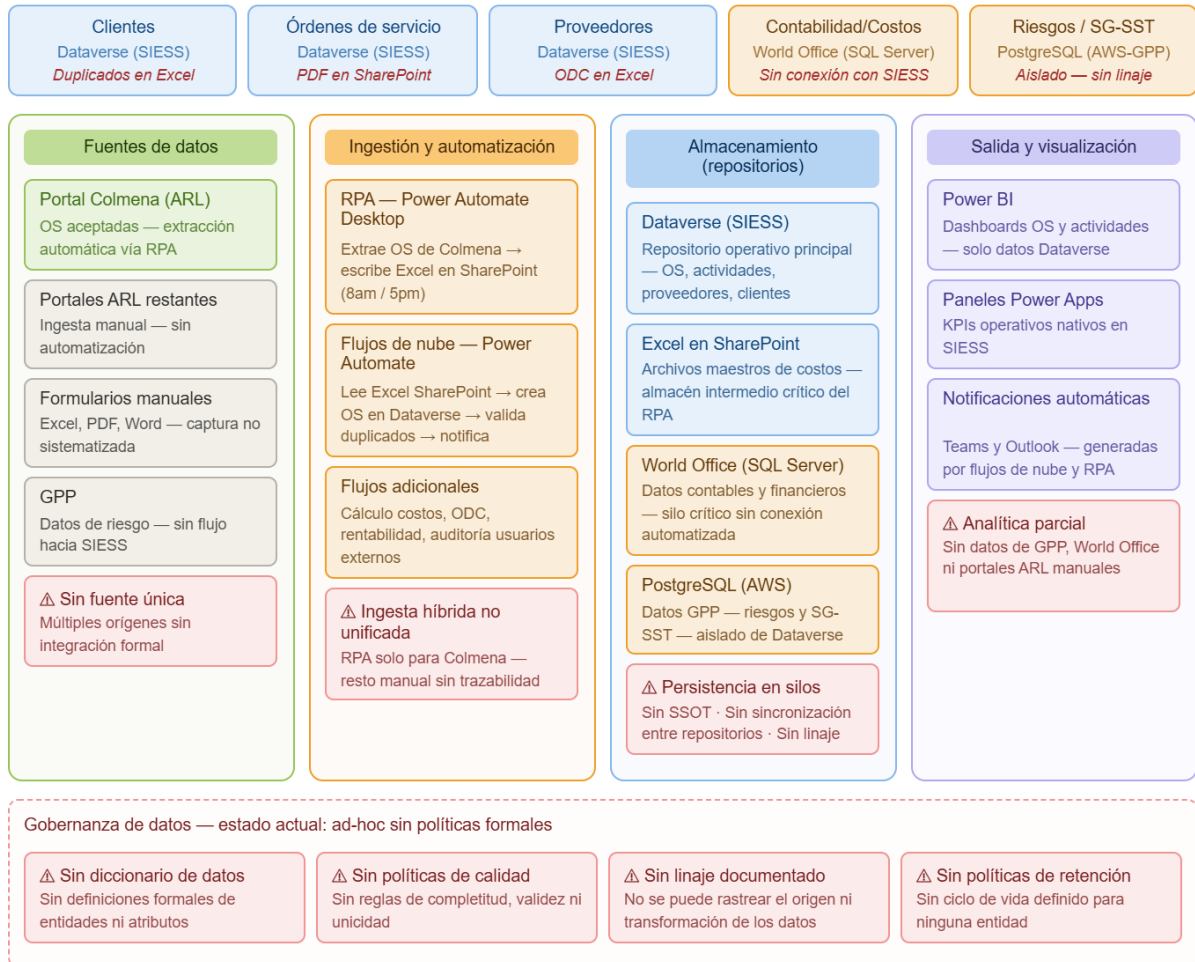 Clientes
Dataverse (SIESS)
Duplicados en Excel
Órdenes de servicio
Dataverse (SIESS)
PDF en SharePoint
Proveedores
Dataverse (SIESS)
ODC en Excel
Contabilidad/Costos
World Office (SQL Server)
Sin conexión con SIESS
Riesgos / SG-SST
PostgreSQL (AWS-GPP)
Aislado — sin linaje
Fuentes de datos
Portal Colmena (ARL)
OS aceptadas — extracción
automática vía RPA
Portales ARL restantes
Ingesta manual — sin
automatización
Formularios manuales
Excel, PDF, Word — captura no
sistematizada
GPP
Datos de riesgo — sin flujo
hacia SIESS
⚠ Sin fuente única
Múltiples orígenes sin
integración formal
Ingestión y automatización
RPA — Power Automate
Desktop
Extrae OS de Colmena →
escribe Excel en SharePoint
(8am / 5pm)
Flujos de nube — Power
Automate
Lee Excel SharePoint → crea
OS en Dataverse → valida
duplicados → notifica
Flujos adicionales
Cálculo costos, ODC,
rentabilidad, auditoría usuarios
externos
⚠ Ingesta híbrida no
unificada
RPA solo para Colmena —
resto manual sin trazabilidad
Almacenamiento
(repositorios)
Dataverse (SIESS)
Repositorio operativo principal
— OS, actividades,
proveedores, clientes
Excel en SharePoint
Archivos maestros de costos —
almacén intermedio crítico del
RPA
World Office (SQL Server)
Datos contables y financieros
— silo crítico sin conexión
automatizada
PostgreSQL (AWS)
Datos GPP — riesgos y SG-
SST — aislado de Dataverse
⚠ Persistencia en silos
Sin SSOT · Sin sincronización
entre repositorios · Sin linaje
Salida y visualización
Power BI
Dashboards OS y actividades
— solo datos Dataverse
Paneles Power Apps
KPIs operativos nativos en
SIESS
Notificaciones automáticas
Teams y Outlook — generadas
por flujos de nube y RPA
⚠ Analítica parcial
Sin datos de GPP, World Office
ni portales ARL manuales
Gobernanza de datos — estado actual: ad-hoc sin políticas formales
⚠ Sin diccionario de datos
Sin definiciones formales de
entidades ni atributos
⚠ Sin políticas de calidad
Sin reglas de completitud, validez ni
unicidad
⚠ Sin linaje documentado
No se puede rastrear el origen ni
transformación de los datos
⚠ Sin políticas de retención
Sin ciclo de vida definido para
ninguna entidad